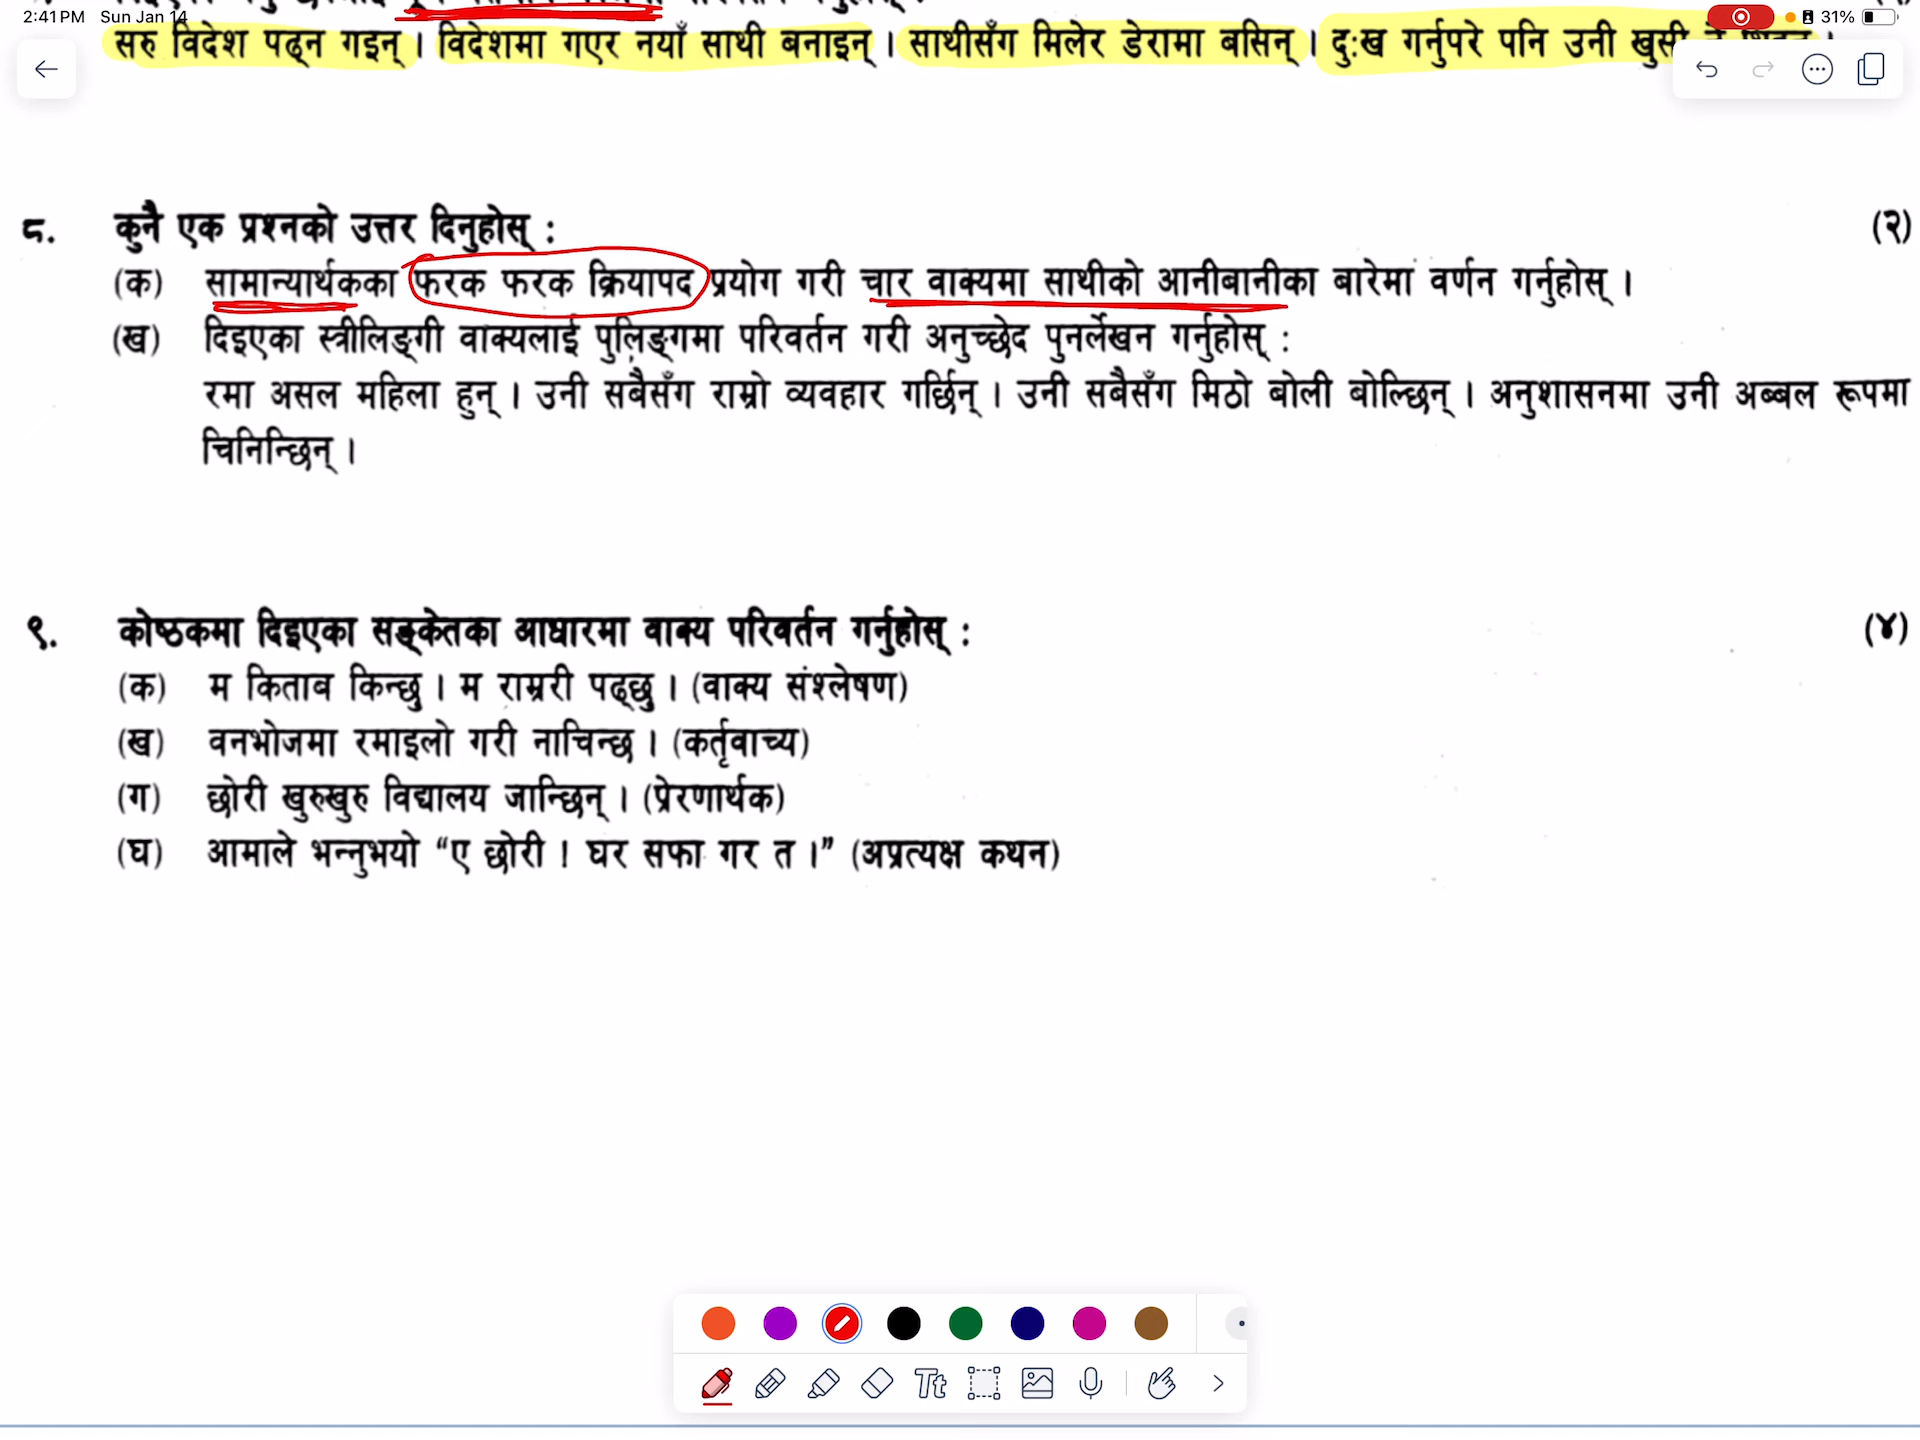 2:41 PM Sun Jan 14
31%
सरु विदेश पढ्न गइन् । विदेशमा गएर नयाँ साथी बनाइन् । साथीसँग मिलेर डेरामा बसिन् । दुःख गर्नुपरे पनि उनी खुसी
८. कुनै एक प्रश्नको उत्तर दिनुहोस् : (२)
(क) सामान्यार्थकका फरक फरक क्रियापद प्रयोग गरी चार वाक्यमा साथीको आनीबानीका बारेमा वर्णन गर्नुहोस् ।
(ख) दिइएका स्त्रीलिङ्गी वाक्यलाई पुलिङ्गमा परिवर्तन गरी अनुच्छेद पुनर्लेखन गर्नुहोस् :
रमा असल महिला हुन् । उनी सबैसँग राम्रो व्यवहार गर्छिन् । उनी सबैसँग मिठो बोली बोल्छिन् । अनुशासनमा उनी अब्बल रूपमा
चिनिन्छिन् ।
९. कोष्ठकमा दिइएका सङ्केतका आधारमा वाक्य परिवर्तन गर्नुहोस् : (४)
(क) म किताब किन्छु । म राम्ररी पढ्छु । (वाक्य संश्लेषण)
(ख) वनभोजमा रमाइलो गरी नाचिन्छ । (कर्तृवाच्य)
(ग) छोरी खुरुखुरु विद्यालय जान्छिन् । (प्रेरणार्थक)
(घ) आमाले भन्नुभयो “ए छोरी ! घर सफा गर त ।” (अप्रत्यक्ष कथन)
Tt